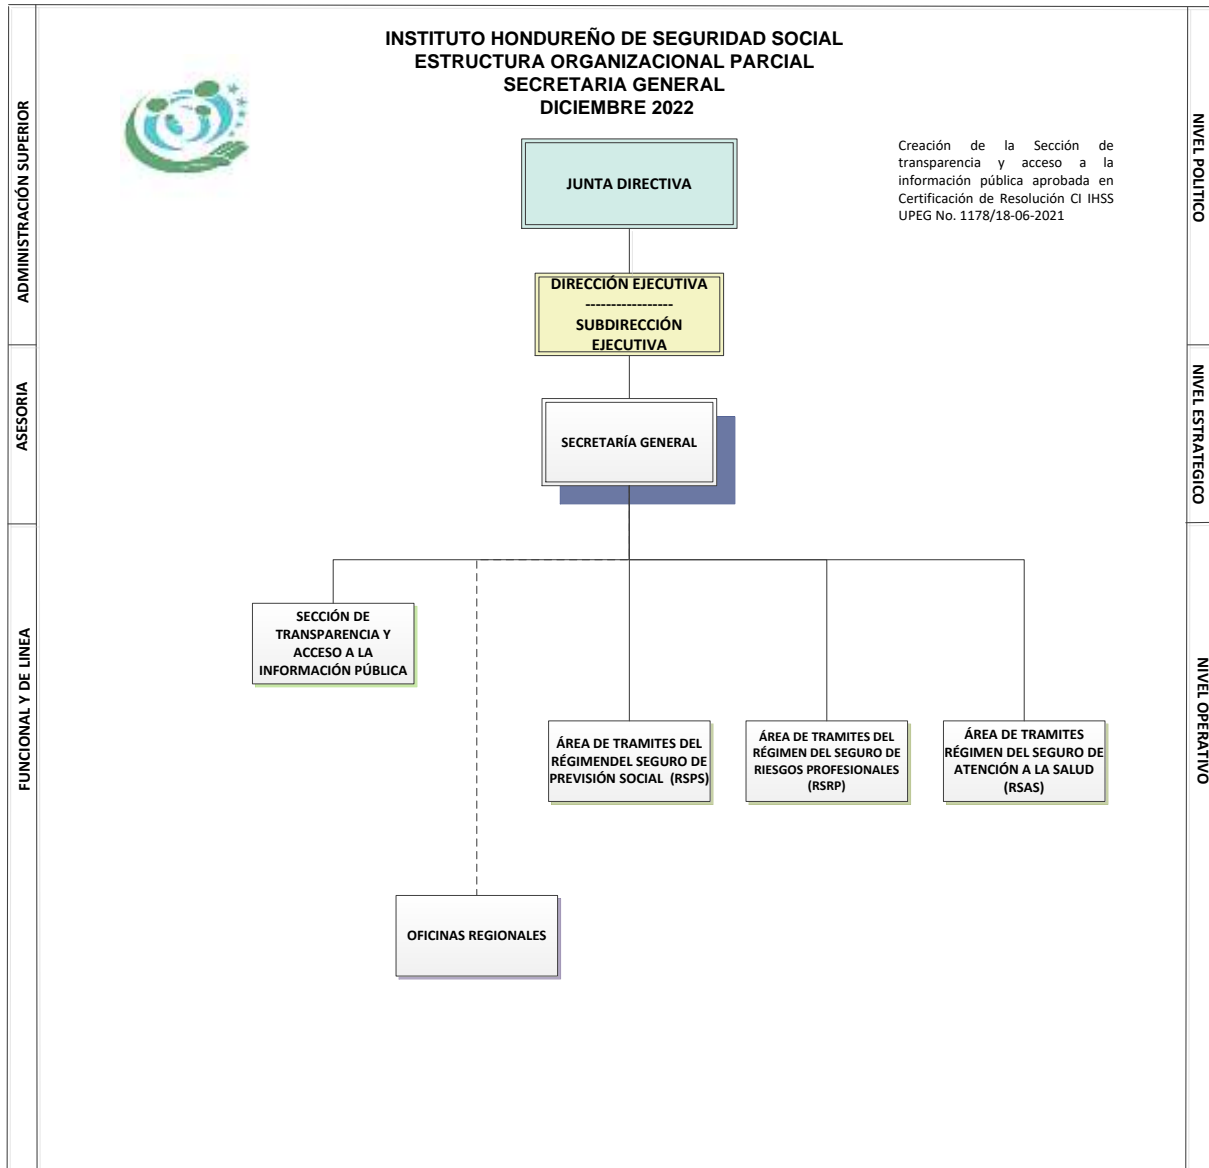 INSTITUTO HONDUREÑO DE SEGURIDAD SOCIAL
ESTRUCTURA ORGANIZACIONAL PARCIAL
SECRETARIA GENERAL
DICIEMBRE 2022
ADMINISTRACIÓN SUPERIOR
NIVEL POLITICO
Creación de la Sección de
transparencia y acceso a la
información pública aprobada en
Certificación de Resolución CI IHSS
UPEG No. 1178/18-06-2021
JUNTA DIRECTIVA
DIRECCIÓN EJECUTIVA
-----------------
SUBDIRECCIÓN
EJECUTIVA
ASESORIA
NIVEL ESTRATEGICO
SECRETARÍA GENERAL
FUNCIONAL Y DE LINEA
NIVEL OPERATIVO
SECCIÓN DE
TRANSPARENCIA Y
ACCESO A LA
INFORMACIÓN PÚBLICA
ÁREA DE TRAMITES DEL
RÉGIMENDEL SEGURO DE
PREVISIÓN SOCIAL (RSPS)
ÁREA DE TRAMITES DEL
RÉGIMEN DEL SEGURO DE
RIESGOS PROFESIONALES
(RSRP)
ÁREA DE TRAMITES
RÉGIMEN DEL SEGURO DE
ATENCIÓN A LA SALUD
(RSAS)
OFICINAS REGIONALES